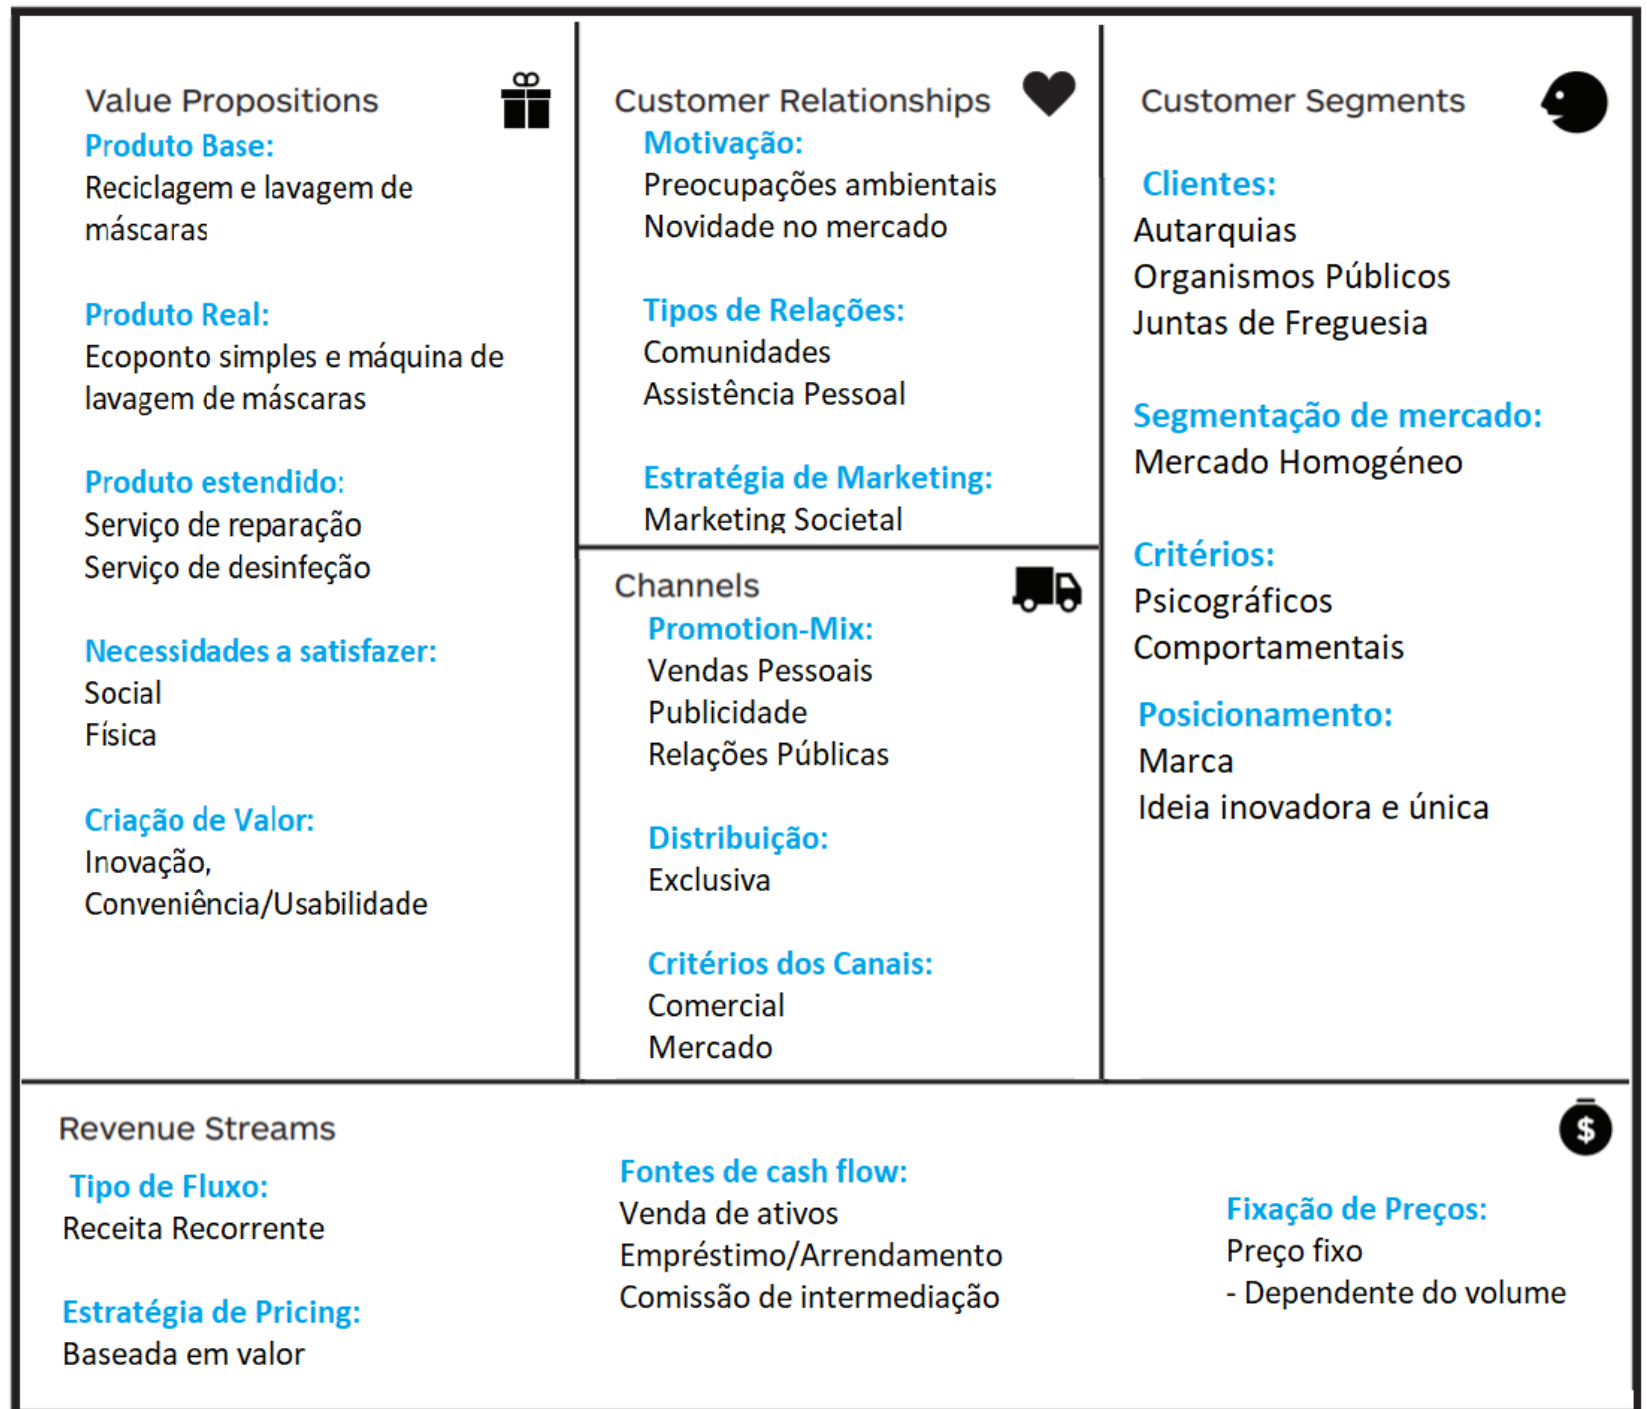 Value Propositions
Produto Base:
Reciclagem e lavagem de
máscaras
Produto Real:
Ecoponto simples e máquina de
lavagem de máscaras
Produto estendido:
Serviço de reparação
Serviço de desinfeção
Necessidades a satisfazer:
Social
Física
Criação de Valor:
Inovação,
Conveniência/Usabilidade
Customer Relationships
Motivação:
Preocupações ambientais
Novidade no mercado
Tipos de Relações:
Comunidades
Assistência Pessoal
Estratégia de Marketing:
Marketing Societal
Channels
Promotion-Mix:
Vendas Pessoais
Publicidade
Relações Públicas
Distribuição:
Exclusiva
Critérios dos Canais:
Comercial
Mercado
Customer Segments
Clientes:
Autarquias
Organismos Públicos
Juntas de Freguesia
Segmentação de mercado:
Mercado Homogéneo
Critérios:
Psicográficos
Comportamentais
Posicionamento:
Marca
Ideia inovadora e única
Revenue Streams
$
Tipo de Fluxo:
Receita Recorrente
Estratégia de Pricing:
Baseada em valor
Fontes de cash flow:
Venda de ativos
Empréstimo/Arrendamento
Comissão de intermediação
Fixação de Preços:
Preço fixo
- Dependente do volume